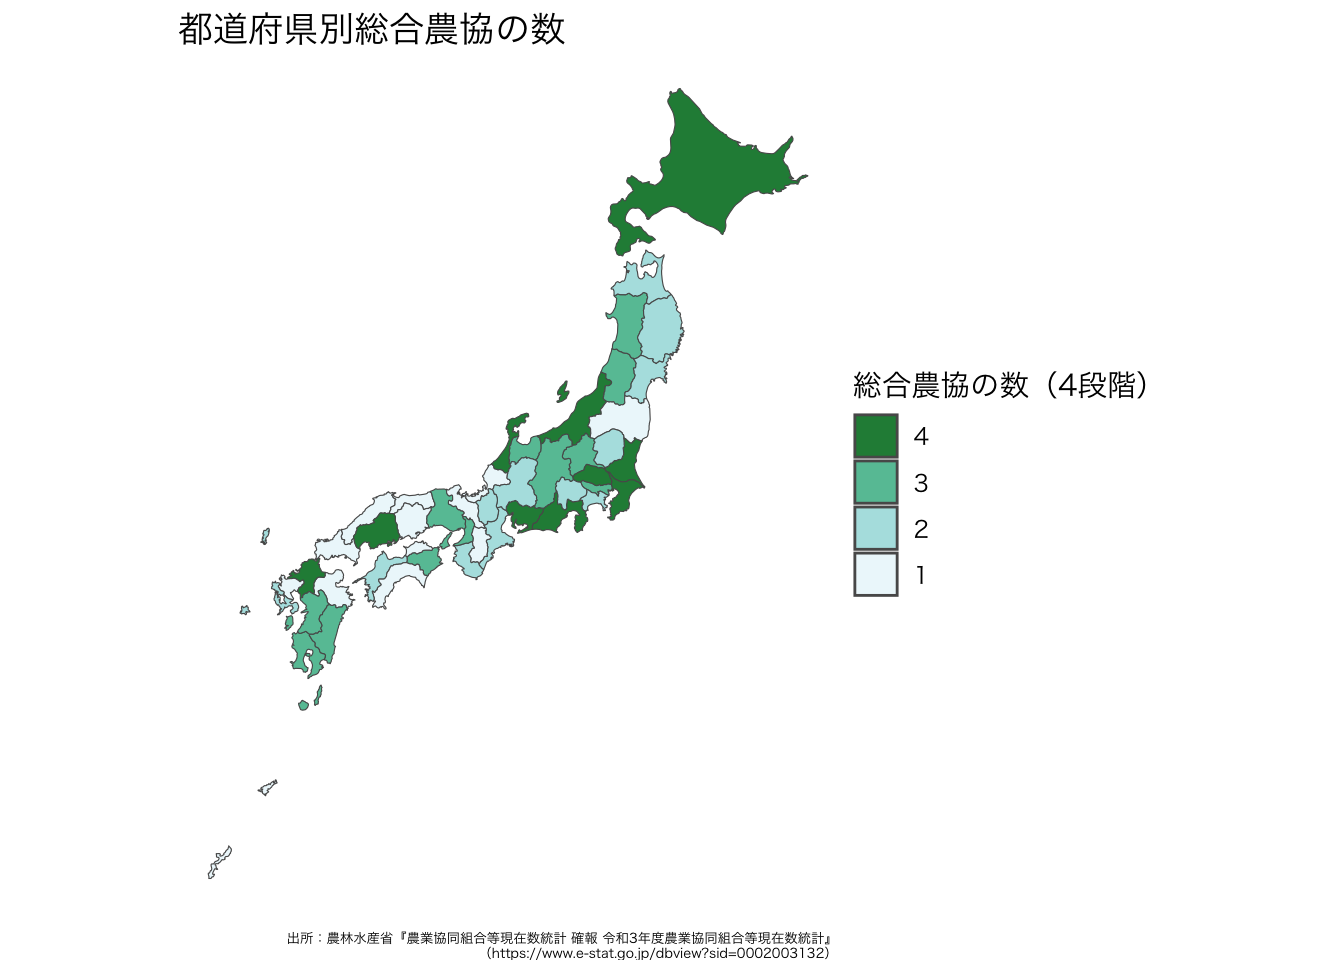 都道府県別総合農協の数
総合農協の数（4段階）
4
3
2
1
出所：農林水産省『農業協同組合等現在数統計 確報 令和3年度農業協同組合等現在数統計』
（https://www.e-stat.go.jp/dbview?sid=0002003132）